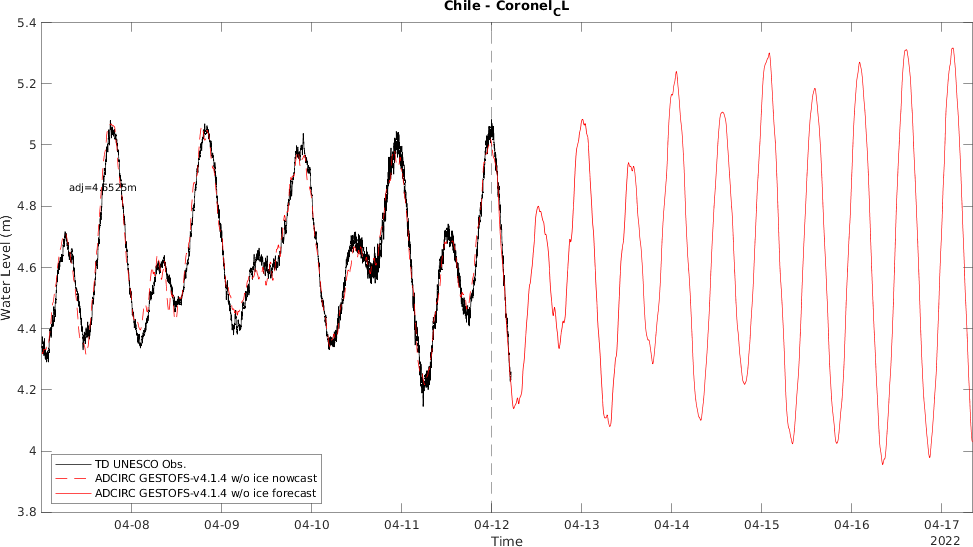 Chile - Coronel_CL
5.4
5.2
5
4.8
4.6
4.4
4.2
4
3.8
Water Level (m)
adj=4.6525m
TD UNESCO Obs.
ADCIRC GESTOFS-v4.1.4 w/o ice nowcast
ADCIRC GESTOFS-v4.1.4 w/o ice forecast
04-08 04-09 04-10 04-11 04-12 04-13 04-14 04-15 04-16 04-17
Time 2022